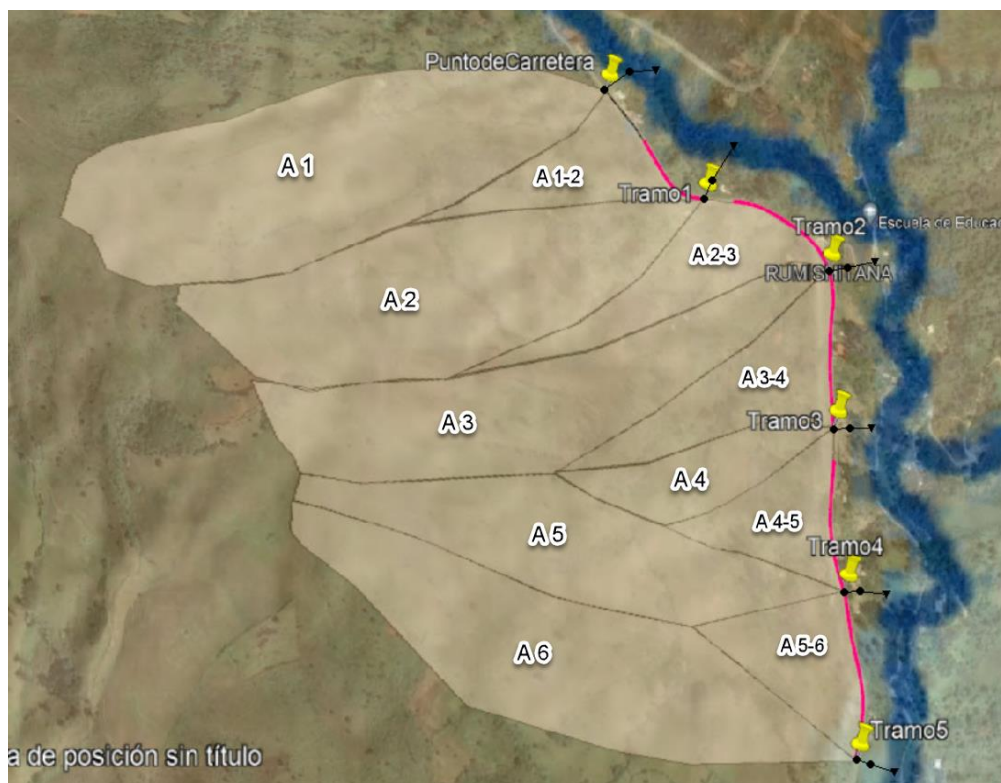 PuntodeCarretera
A 1
A 1-2
Tramo1
Escuela de Educac
Tramo2
A 2-3
RUMISHITANA
A 2
A 3-4
A 3
Tramo3
A 4
A 4-5
A 5
Tramo4
A 5-6
A 6
Tramo5
a de posición sin título